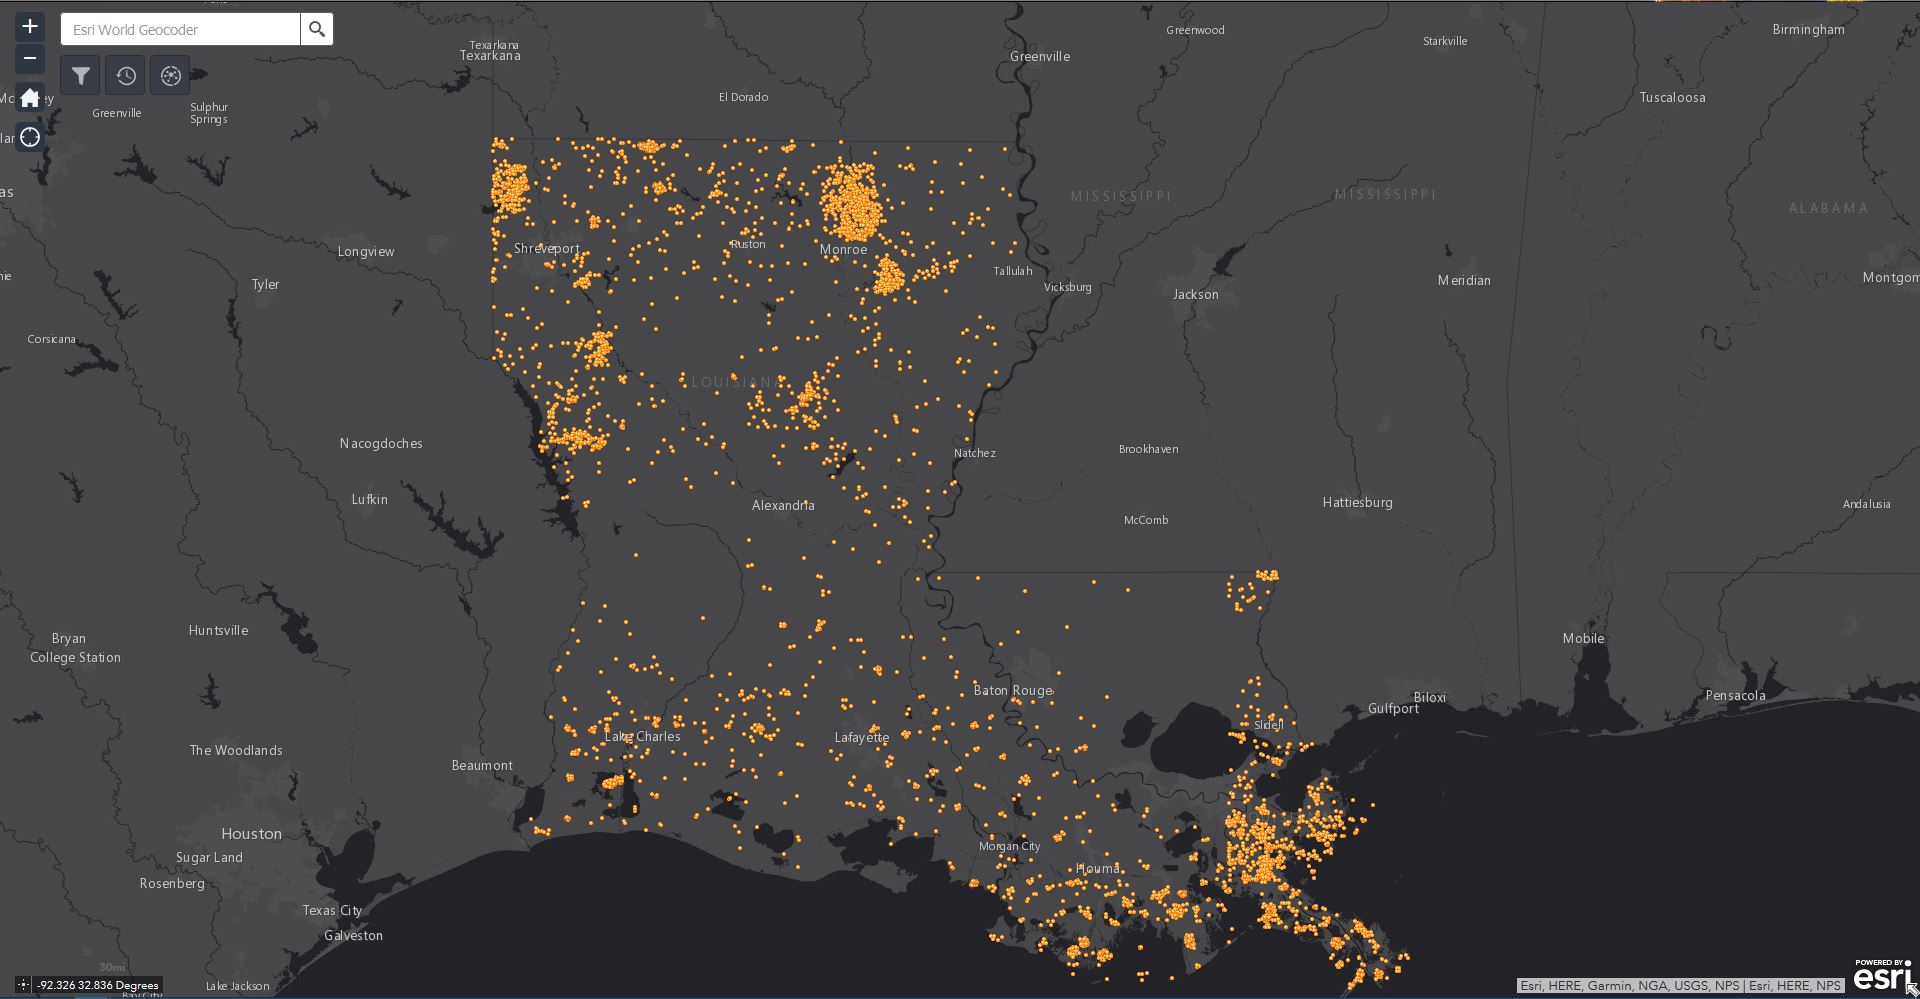 +
Esri World Geocoder
−
Texarkana
Texarkana
Greenwood
Greenville
Starkville
Birmingham
El Dorado
Tuscaloosa
Greenville
Sulphur
Springs
as
MISSISSIPPI
MISSISSIPPI
ALABAMA
Shreveport
Ruston
Monroe
Longview
Tallulah
Tyler
Vicksburg
Jackson
Meridian
Montgom
Corsicana
LOUISIANA
Nacogdoches
Natchez
Brookhaven
Lufkin
Alexandria
McComb
Hattiesburg
Andalusia
Huntsville
Bryan
College Station
Mobile
Baton Rouge
Biloxi
Gulfport
Pensacola
Slidell
Lake Charles
Lafayette
The Woodlands
Beaumont
Houston
Sugar Land
Morgan City
Rosenberg
Houma
Texas City
Galveston
30mi
-92.326 32.836 Degrees
Lake Jackson
Bay City
Esri, HERE, Garmin, NGA, USGS, NPS | Esri, HERE, NPS
POWERED BY
esri